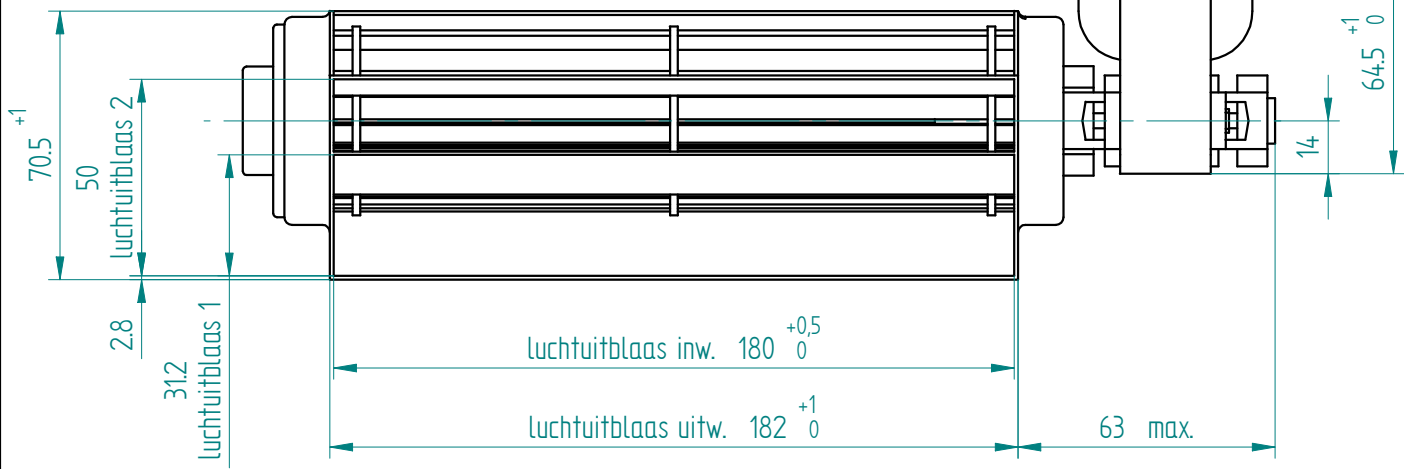 +1
70.5
50
luchtuitblaas 2
2.8
31.2
luchtuitblaas 1
luchtuitblaas inw. 180 +0,5 0
luchtuitblaas uitw. 182 +1 0
63 max.
14
64.5 +1 0